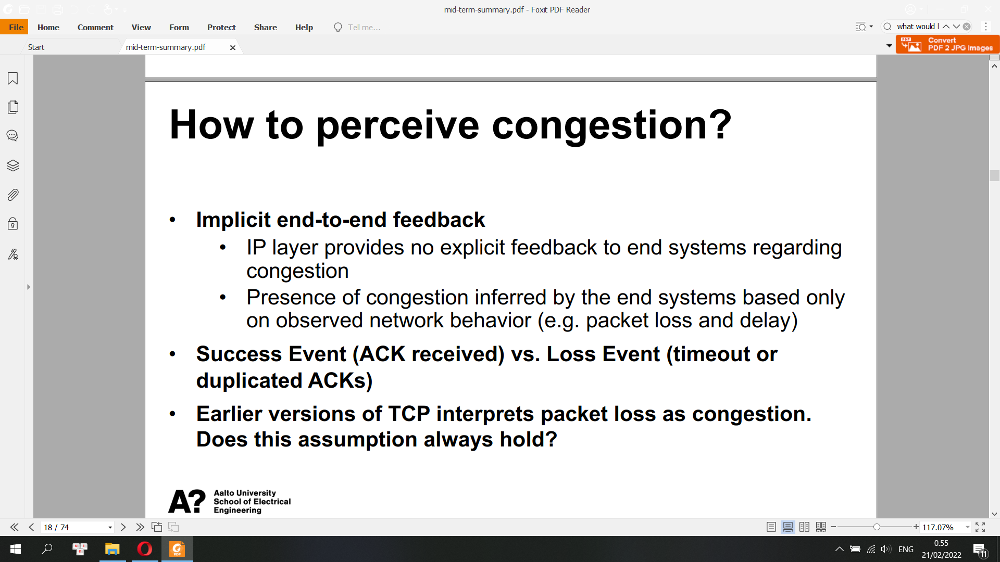 mid-term-summary.pdf - Foxit PDF Reader
File Home Comment View Form Protect Share Help Tell me...
what would l
Start
mid-term-summary.pdf
Convert
PDF 2 JPG Images
How to perceive congestion?
• Implicit end-to-end feedback
• IP layer provides no explicit feedback to end systems regarding
congestion
• Presence of congestion inferred by the end systems based only
on observed network behavior (e.g. packet loss and delay)
• Success Event (ACK received) vs. Loss Event (timeout or
duplicated ACKs)
• Earlier versions of TCP interprets packet loss as congestion.
Does this assumption always hold?
A?
Aalto University
School of Electrical
Engineering
18 / 74
117.07%
ENG
0.55
21/02/2022
11